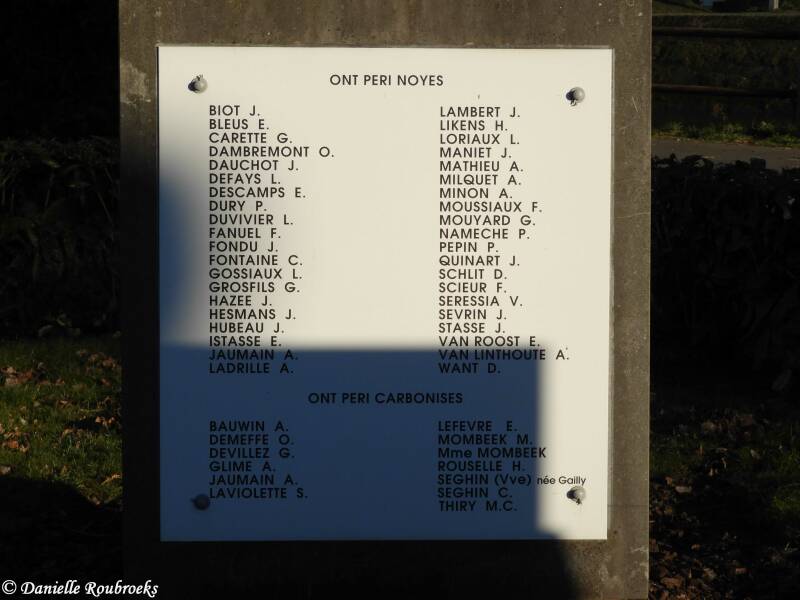 ONT PERI NOYES
BIOT J.
BLEUS E.
CARETTE G.
DAMBREMONT O.
DAUCHOT J.
DEFAYS L.
DESCAMPS E.
DURY P.
DUVIVIER L.
FANUEL F.
FONDU J.
FONTAINE C.
GOSSIAUX L.
GROSFILS G.
HAZEE J.
HESMANS J.
HUBEAU J.
ISTASSE E.
JAUMAIN A.
LADRILLE A.
LAMBERT J.
LIKENS H.
LORIAUX L.
MANIET J.
MATHIEU A.
MILQUET A.
MINON A.
MOUSSIAUX F.
MOUYARD G.
NAMECHE P.
PEPIN P.
QUINART J.
SCHLIT D.
SCIEUR F.
SERESSIA V.
SEVRIN J.
STASSE J.
VAN ROOST E.
VAN LINTHOUTE A.
WANT D.
ONT PERI CARBONISES
BAUWIN A.
DEMEFFE O.
DEVILLEZ G.
GLIME A.
JAUMAIN A.
LAVIOLETTE S.
LEFEVRE E.
MOMBEEK M.
Mme MOMBEEK
ROUSELLE H.
SEGHIN (Vve) née Gailly
SEGHIN C.
THIRY M.C.
© Danielle Roubroeks